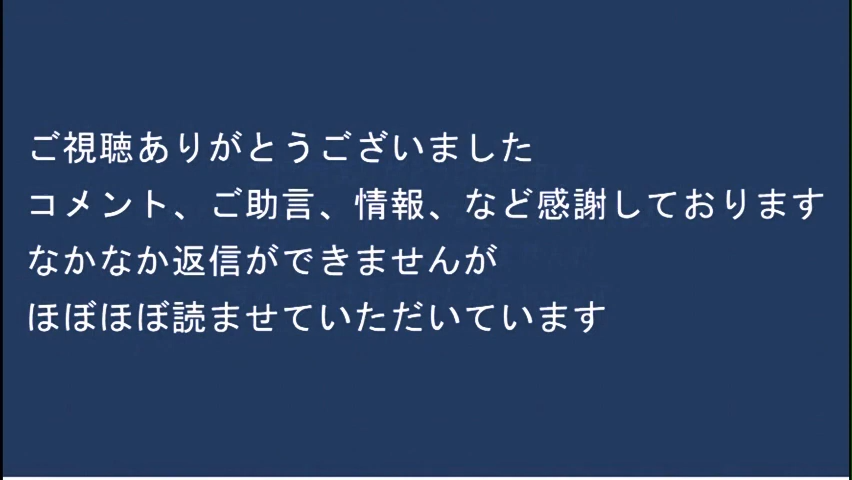 ご視聴ありがとうございました
コメント、ご助言、情報、など感謝しております
なかなか返信ができませんが
ほぼほぼ読ませていただいています